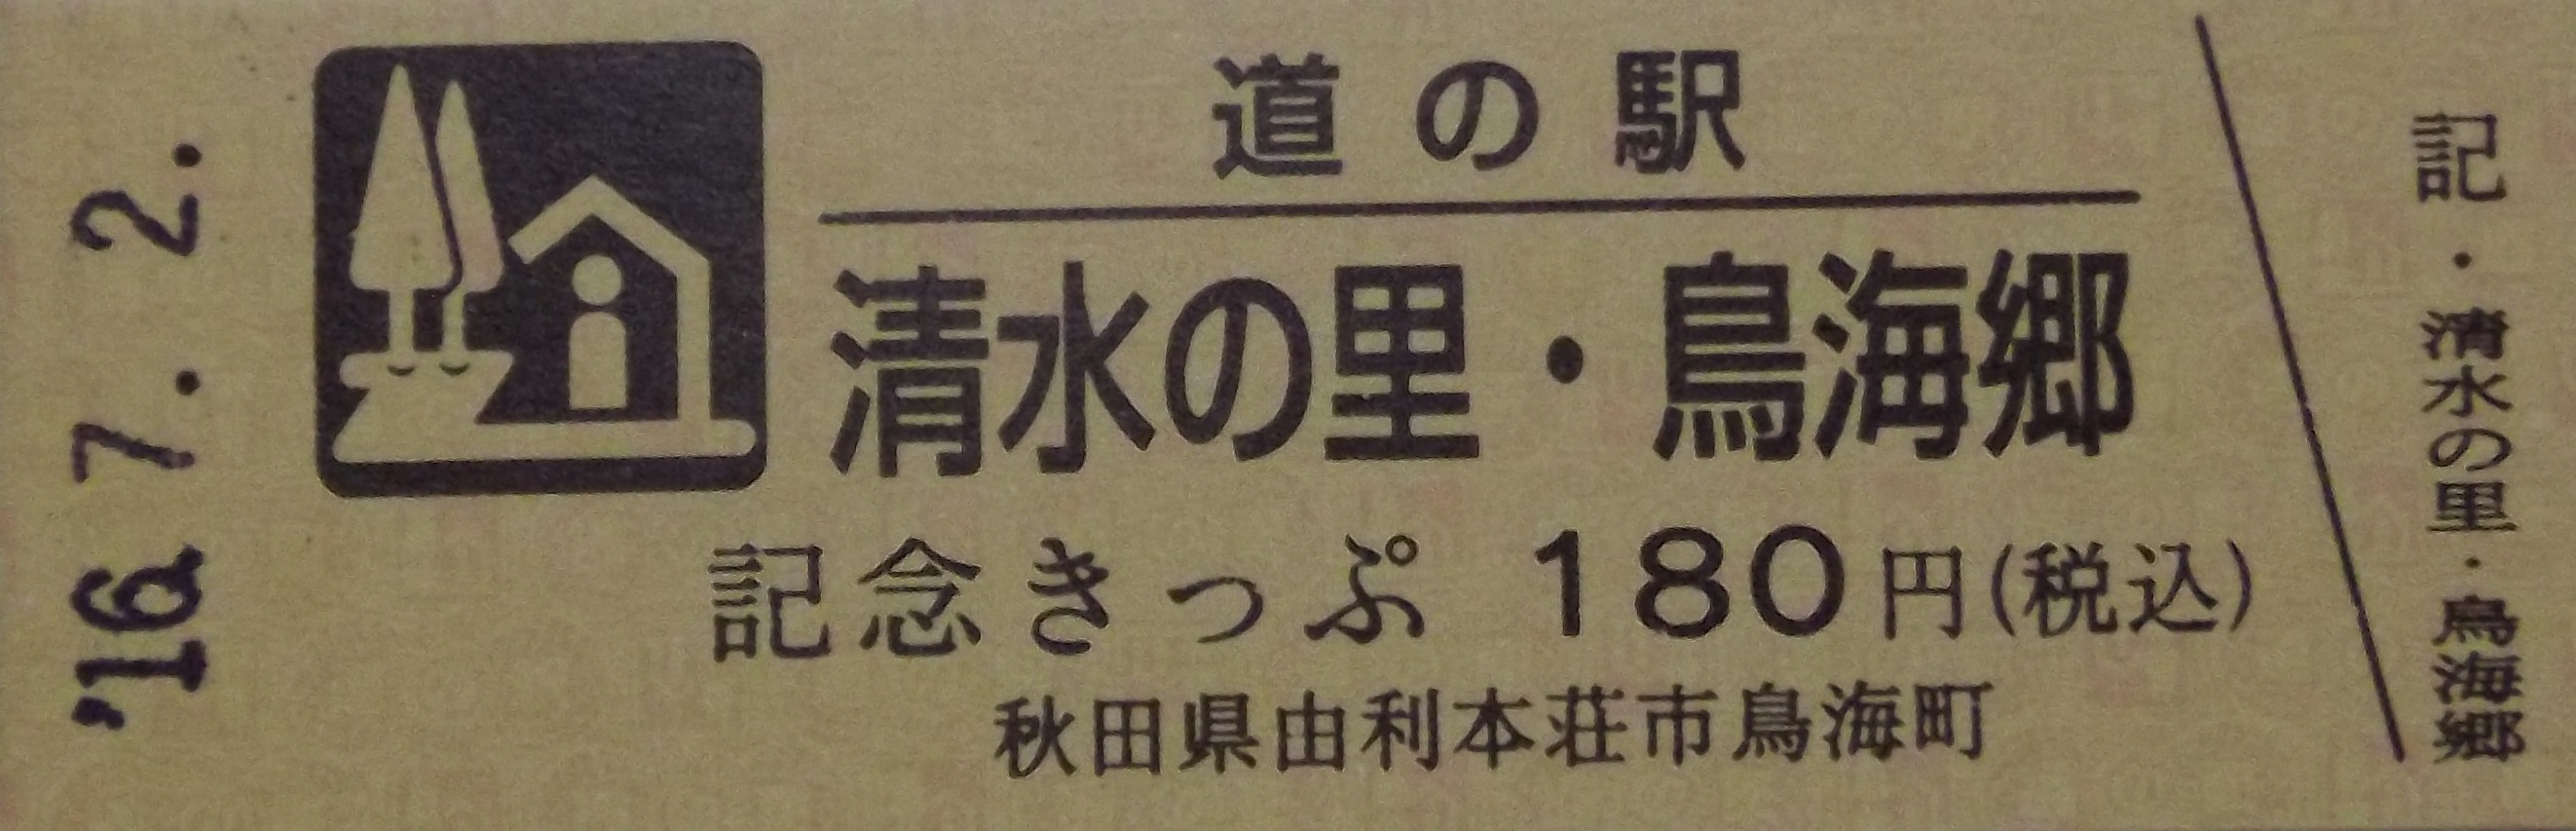 '16. 7. 2.
道の駅
清水の里・鳥海郷
記念きっぷ 180円(税込)
秋田県由利本荘市鳥海町
記・清水の里・鳥海郷